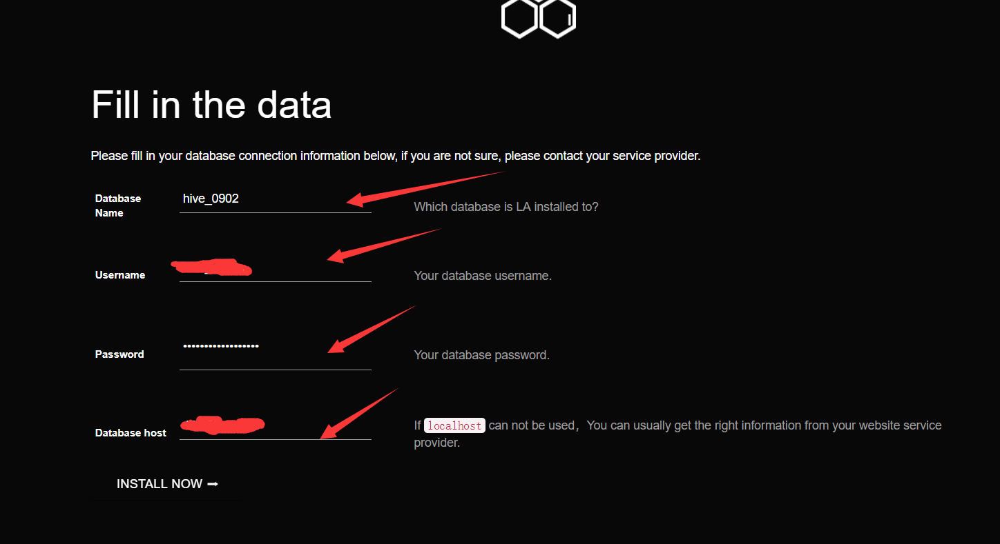 Fill in the data
Please fill in your database connection information below, if you are not sure, please contact your service provider.
Database
Name
hive_0902
Which database is LA installed to?
Username
Your database username.
Password
••••••••••••••••••
Your database password.
Database host
If localhost can not be used，You can usually get the right information from your website service
provider.
INSTALL NOW ➞